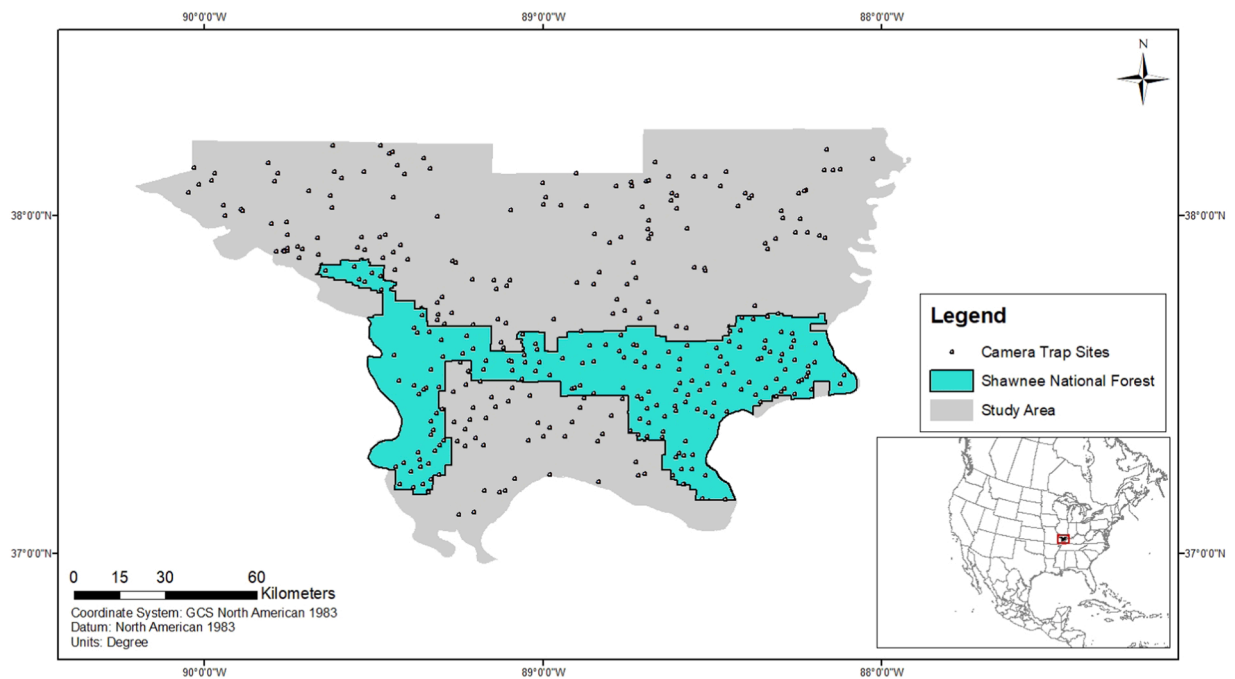 90°0'0"W 89°0'0"W 88°0'0"W
N
38°0'0"N 38°0'0"N
Legend
Camera Trap Sites
Shawnee National Forest
Study Area
37°0'0"N 37°0'0"N
0 15 30 60
Kilometers
Coordinate System: GCS North American 1983
Datum: North American 1983
Units: Degree
90°0'0"W 89°0'0"W 88°0'0"W